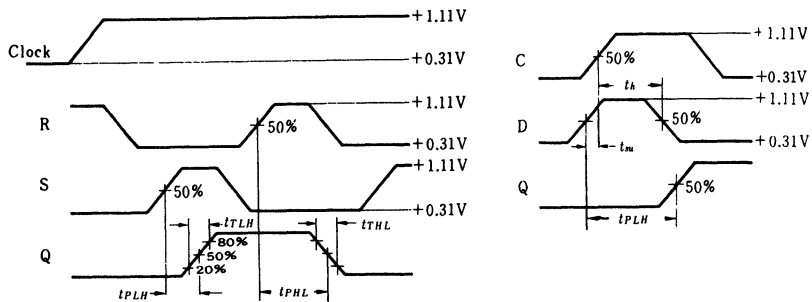 Clock
+1.11V
+0.31V
R
+1.11V
50%
+0.31V
S
+1.11V
50%
+0.31V
tTLH
tTHL
Q
80%
50%
20%
tPLH
tPHL
C
+1.11V
50%
+0.31V
th
D
+1.11V
50%
+0.31V
tsu
Q
50%
tPLH